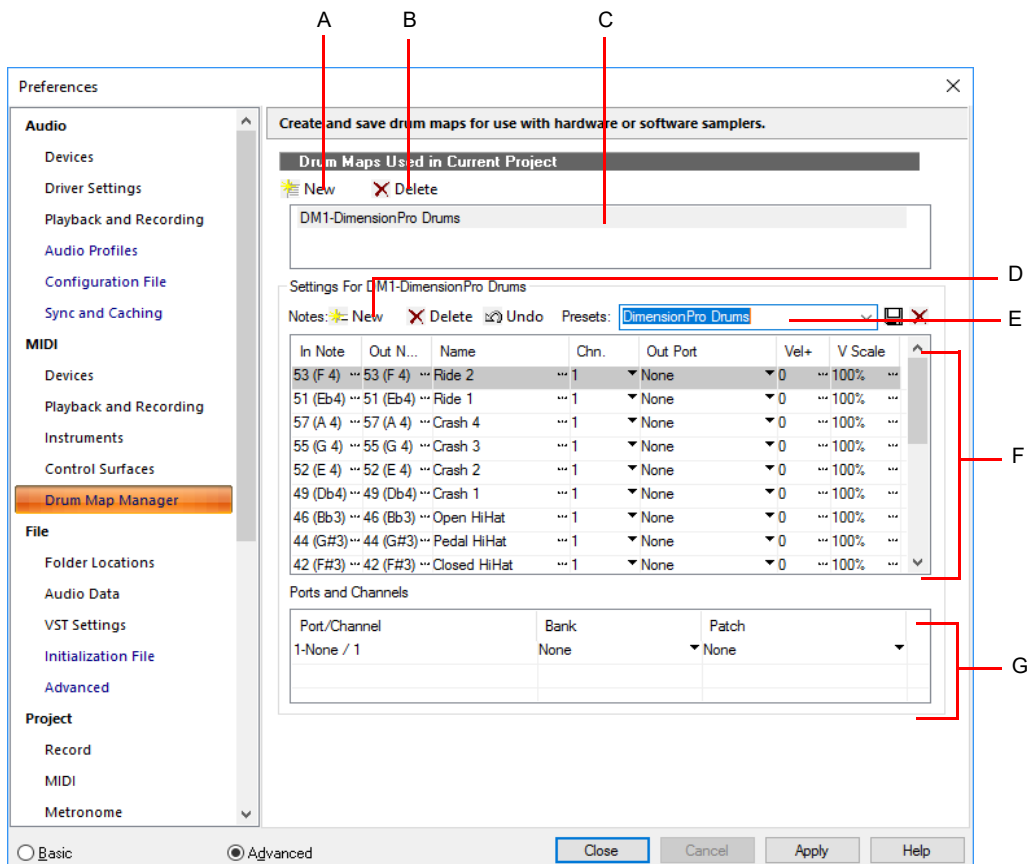 A B C
Preferences
Audio
Devices
Driver Settings
Playback and Recording
Audio Profiles
Configuration File
Sync and Caching
MIDI
Devices
Playback and Recording
Instruments
Control Surfaces
Drum Map Manager
File
Folder Locations
Audio Data
VST Settings
Initialization File
Advanced
Project
Record
MIDI
Metronome
Basic
Advanced
Create and save drum maps for use with hardware or software samplers.
Drum Maps Used in Current Project
New Delete
DM1-DimensionPro Drums
D
Settings For DM1-DimensionPro Drums
Notes: New Delete Undo Presets: DimensionPro Drums
E
In Note Out N... Name Chn. Out Port Vel+ V Scale
53 (F 4) ... 53 (F 4) ... Ride 2 ... 1 None 0 ... 100% ...
51 (Eb4) ... 51 (Eb4) ... Ride 1 ... 1 None 0 ... 100% ...
57 (A 4) ... 57 (A 4) ... Crash 4 ... 1 None 0 ... 100% ...
55 (G 4) ... 55 (G 4) ... Crash 3 ... 1 None 0 ... 100% ...
52 (E 4) ... 52 (E 4) ... Crash 2 ... 1 None 0 ... 100% ...
49 (Db4) ... 49 (Db4) ... Crash 1 ... 1 None 0 ... 100% ...
46 (Bb3) ... 46 (Bb3) ... Open HiHat ... 1 None 0 ... 100% ...
44 (G#3) ... 44 (G#3) ... Pedal HiHat ... 1 None 0 ... 100% ...
42 (F#3) ... 42 (F#3) ... Closed HiHat ... 1 None 0 ... 100% ...
F
Ports and Channels
Port/Channel Bank Patch
1-None / 1 None None
G
Close Cancel Apply Help